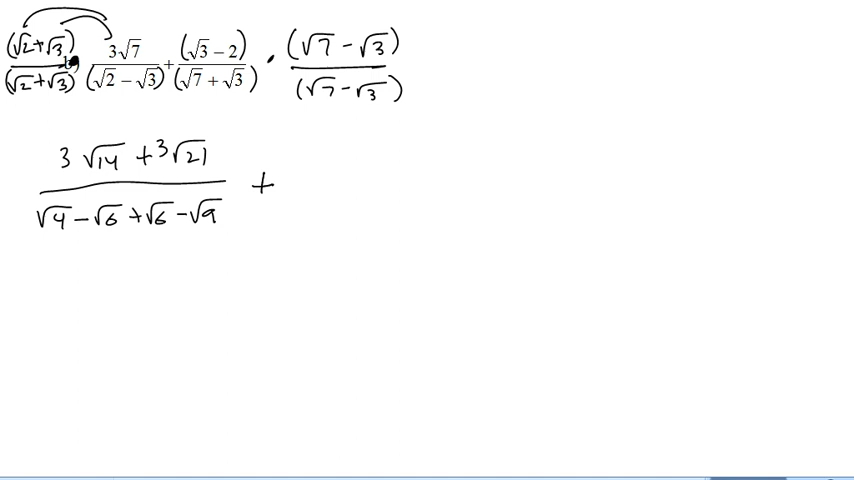 (√2+√3)/(√2+√3) • b) 3√7/(√2 − √3) + (√3 − 2)/(√7 + √3) • (√7 − √3)/(√7 − √3)
3√14 + 3√21
√4 − √6 + √6 − √9 +